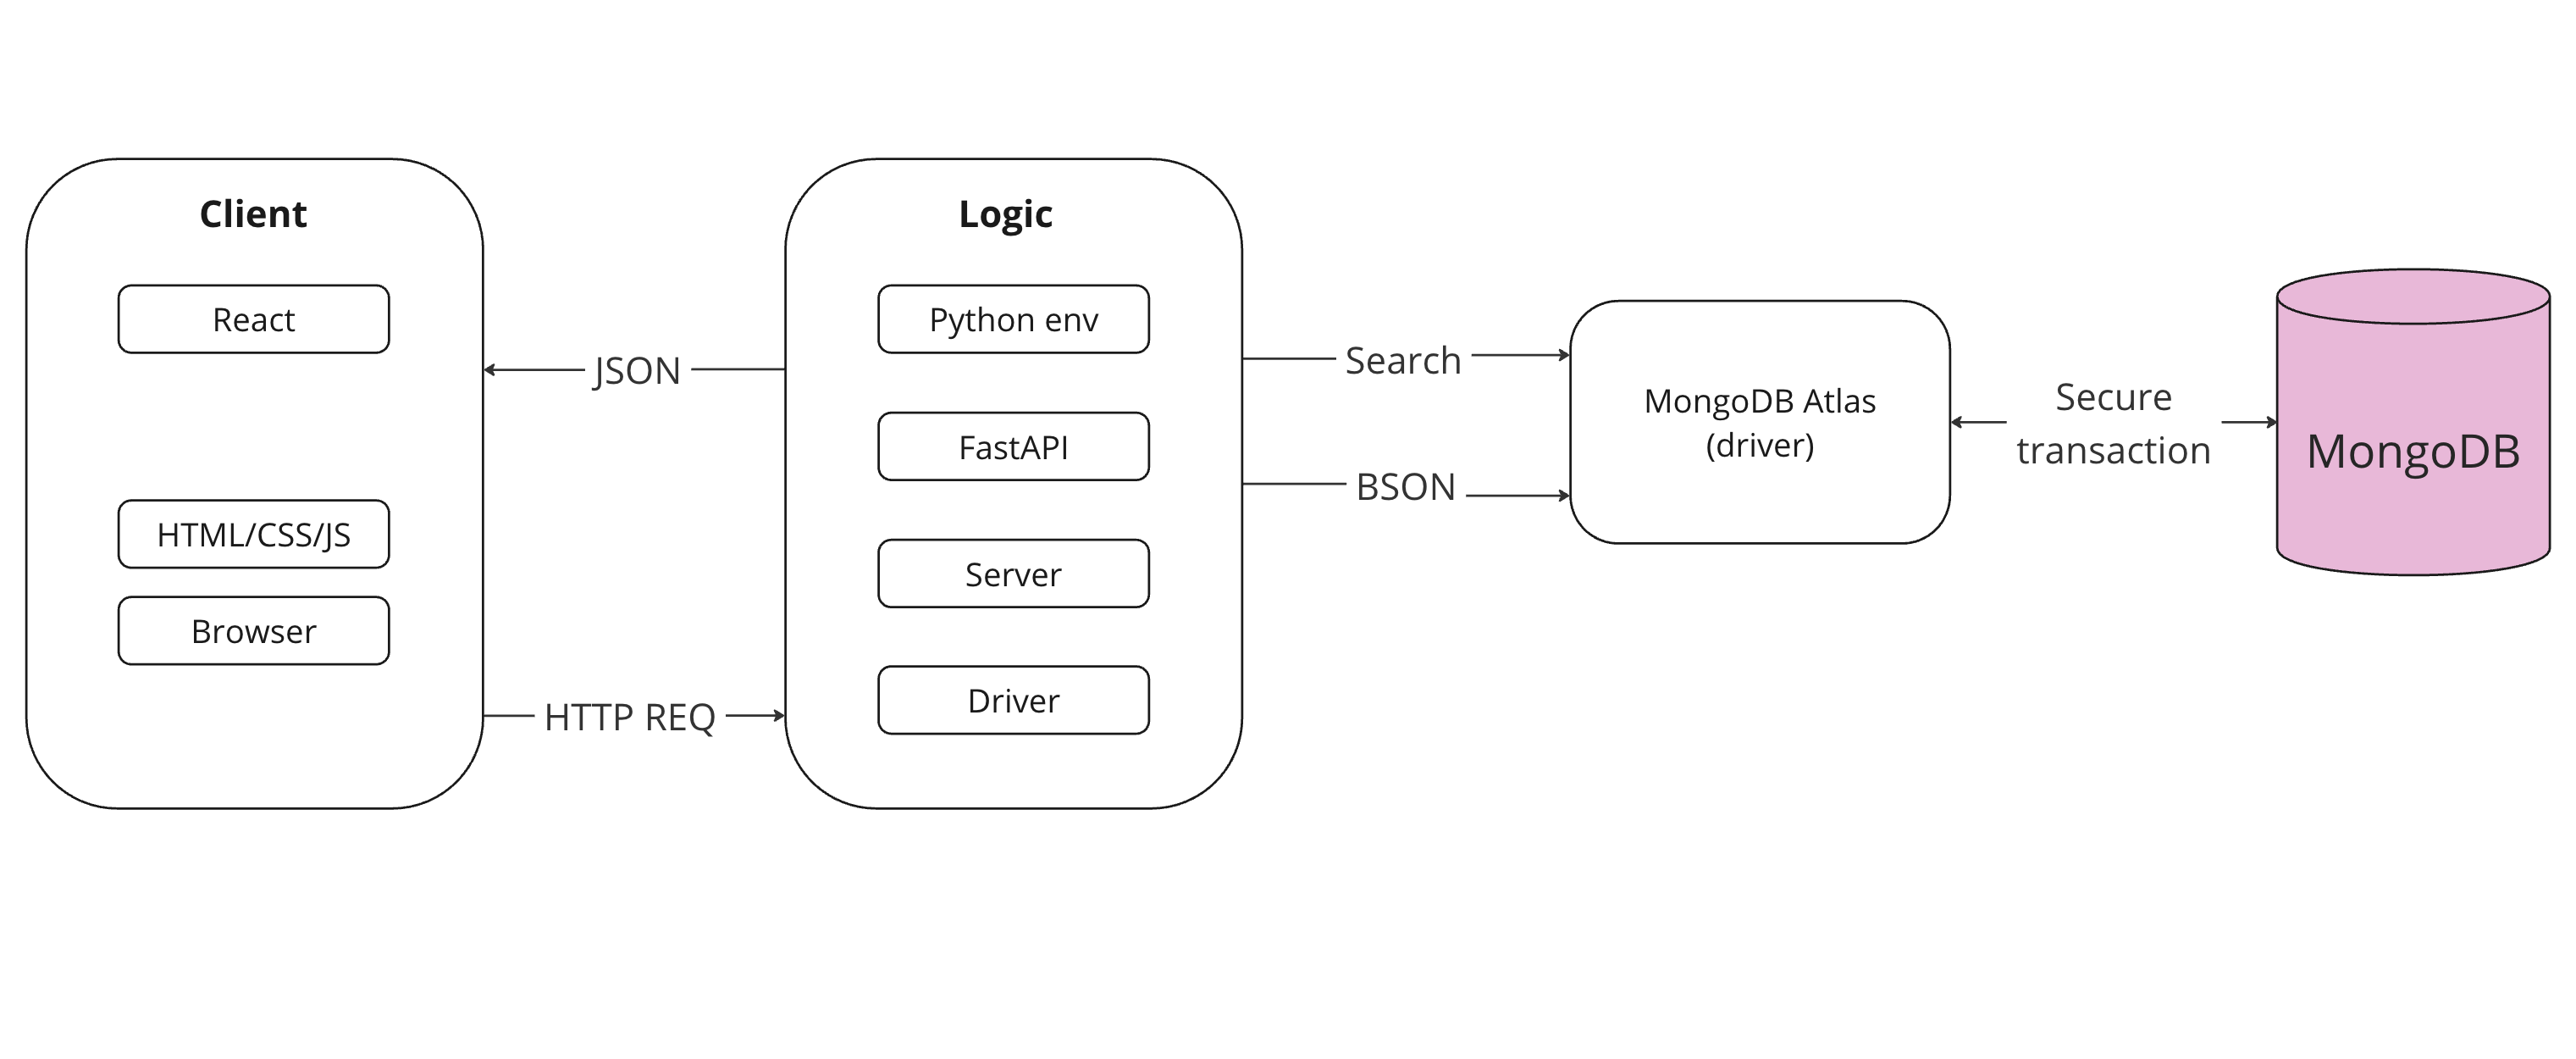 Client
React
HTML/CSS/JS
Browser
JSON
HTTP REQ
Logic
Python env
FastAPI
Server
Driver
Search
BSON
MongoDB Atlas
(driver)
Secure
transaction
MongoDB